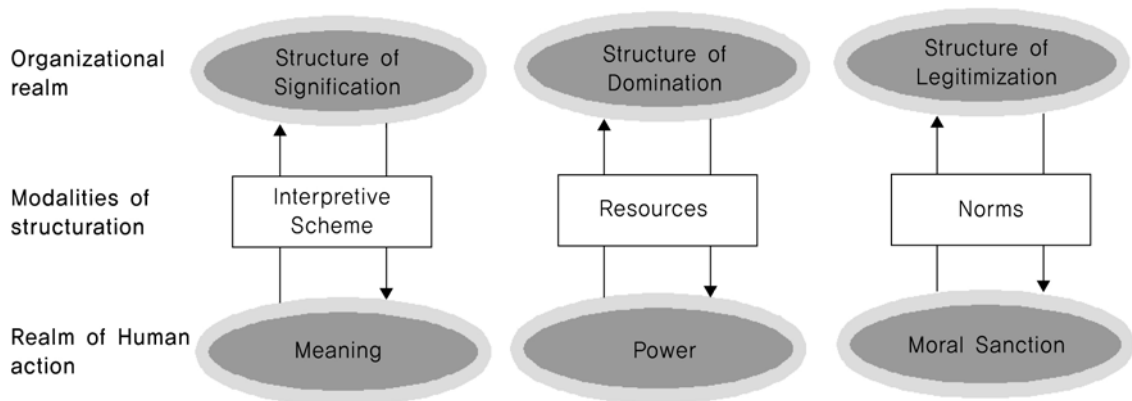 Organizational
realm
Structure of
Signification
Structure of
Domination
Structure of
Legitimization
Modalities of
structuration
Interpretive
Scheme
Resources
Norms
Realm of Human
action
Meaning
Power
Moral Sanction